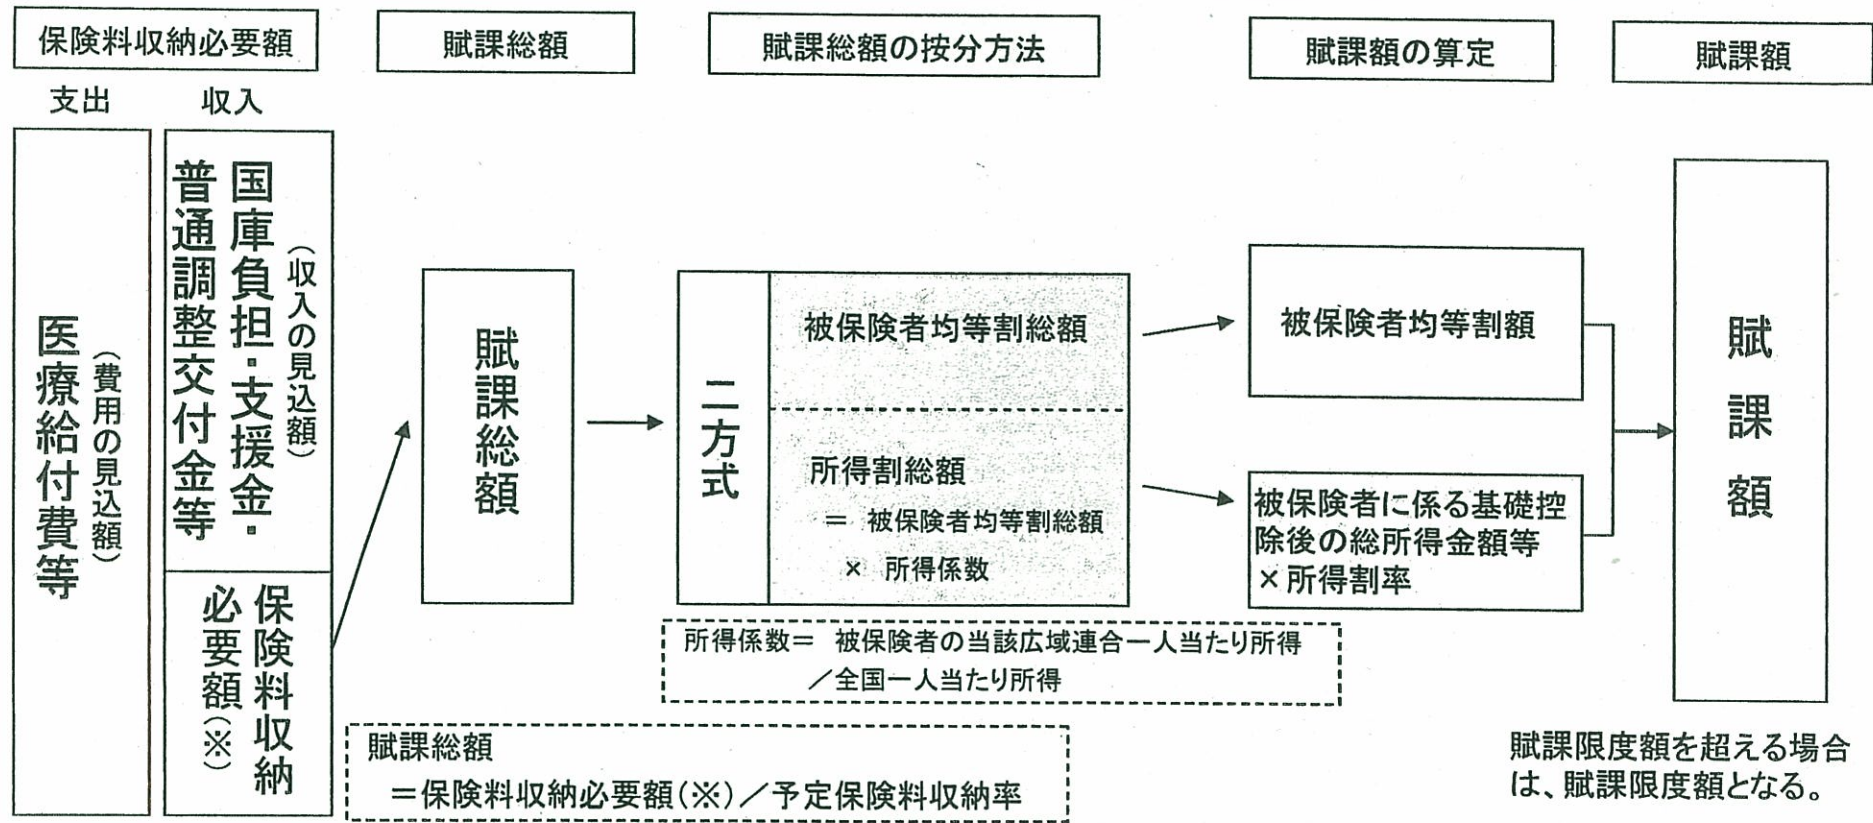 保険料収納必要額
賦課総額
賦課総額の按分方法
賦課額の算定
賦課額
支出
収入
医療給付費等
（費用の見込額）
（収入の見込額）
国庫負担・支援金・
普通調整交付金等
保険料収納
必要額（※）
賦課総額
二方式
被保険者均等割総額
所得割総額
＝ 被保険者均等割総額
× 所得係数
被保険者均等割額
被保険者に係る基礎控
除後の総所得金額等
×所得割率
賦課額
所得係数＝ 被保険者の当該広域連合一人当たり所得
／全国一人当たり所得
賦課総額
＝保険料収納必要額(※)／予定保険料収納率
賦課限度額を超える場合
は、賦課限度額となる。